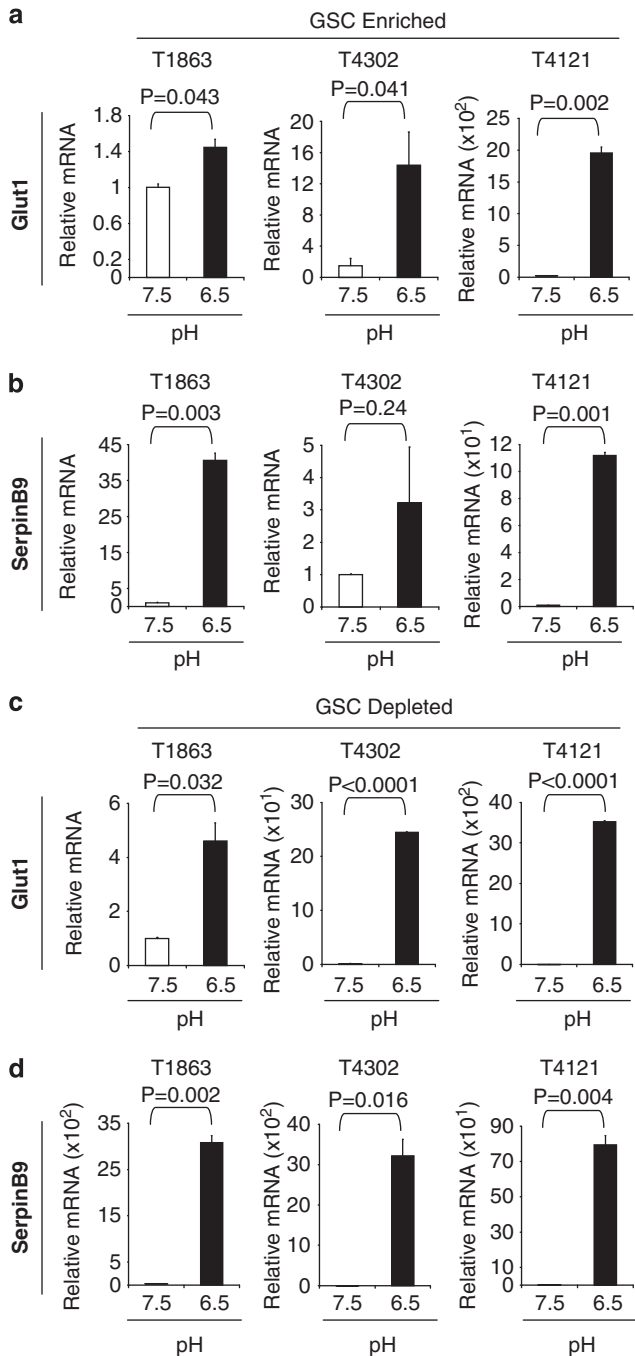 a
GSC Enriched
T1863
T4302
T4121
P=0.043
P=0.041
P=0.002
Glut1
Relative mRNA
1.8
1.4
1
0.6
0.2
0
7.5 6.5
pH
Relative mRNA
20
16
12
8
4
0
7.5 6.5
pH
Relative mRNA (x10²)
25
20
15
10
5
0
7.5 6.5
pH
b
T1863
T4302
T4121
P=0.003
P=0.24
P=0.001
SerpinB9
Relative mRNA
45
35
25
15
5
0
7.5 6.5
pH
Relative mRNA
5
4
3
2
1
0
7.5 6.5
pH
Relative mRNA (x10¹)
12
10
8
6
4
2
0
7.5 6.5
pH
c
GSC Depleted
T1863
T4302
T4121
P=0.032
P<0.0001
P<0.0001
Glut1
Relative mRNA
6
4
2
0
7.5 6.5
pH
Relative mRNA (x10¹)
30
20
10
0
7.5 6.5
pH
Relative mRNA (x10²)
40
30
20
10
0
7.5 6.5
pH
d
T1863
T4302
T4121
P=0.002
P=0.016
P=0.004
SerpinB9
Relative mRNA (x10²)
35
25
15
5
0
7.5 6.5
pH
Relative mRNA (x10²)
40
30
20
10
0
7.5 6.5
pH
Relative mRNA (x10¹)
90
70
50
30
10
0
7.5 6.5
pH